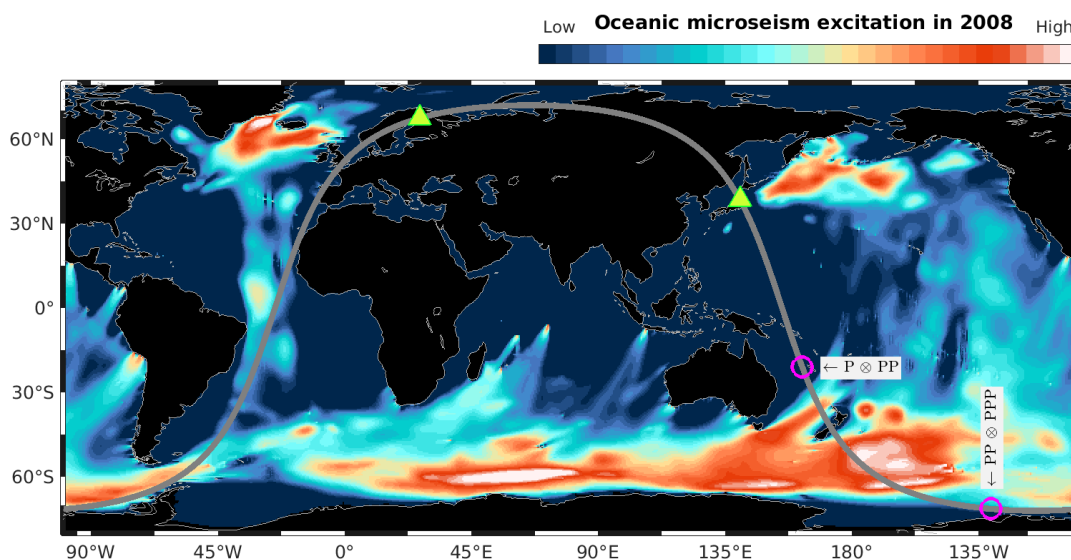 Oceanic microseism excitation in 2008
Low
High
60°N
30°N
0°
30°S
60°S
← P ⊗ PP
← PP ⊗ PPP
90°W
45°W
0°
45°E
90°E
135°E
180°
135°W